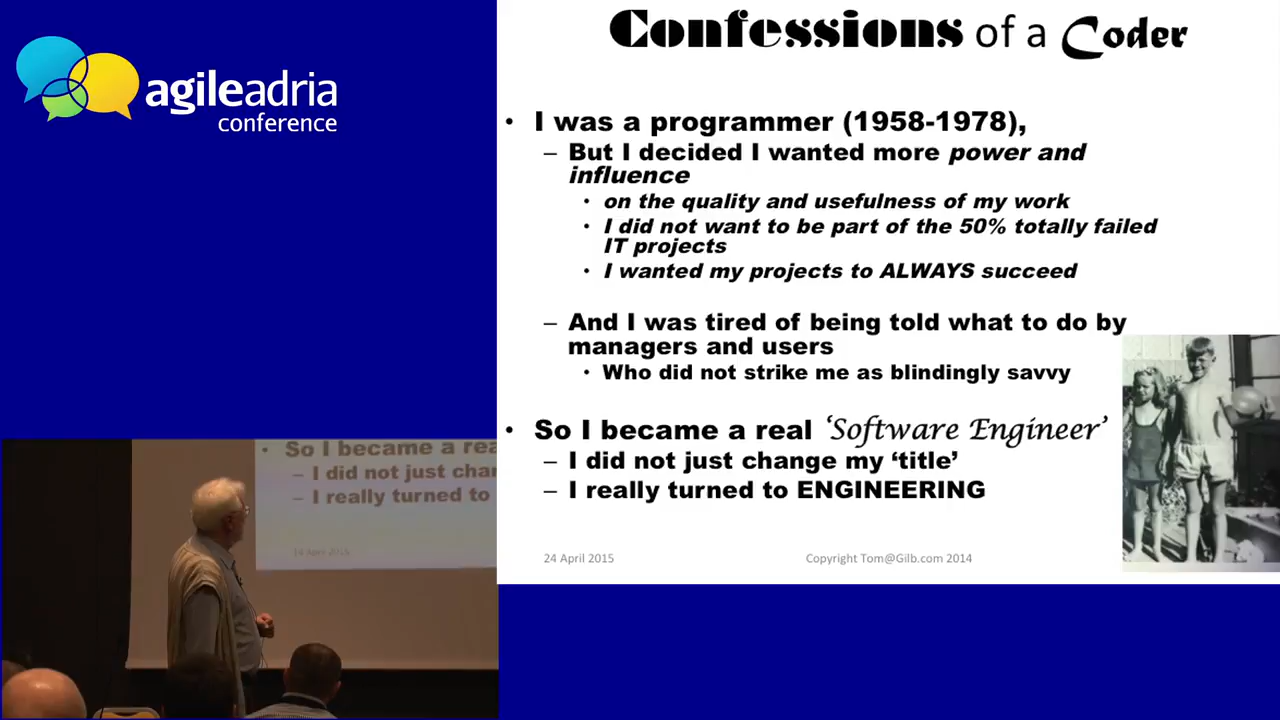 agileadria
conference
Confessions of a Coder
• I was a programmer (1958-1978),
– But I decided I wanted more power and
influence
• on the quality and usefulness of my work
• I did not want to be part of the 50% totally failed
IT projects
• I wanted my projects to ALWAYS succeed
– And I was tired of being told what to do by
managers and users
• Who did not strike me as blindingly savvy
• So I became a real ‘Software Engineer’
– I did not just change my ‘title’
– I really turned to ENGINEERING
24 April 2015
Copyright Tom@Gilb.com 2014
• So I became a rea
– I did not just chan
– I really turned to
14 April 2015